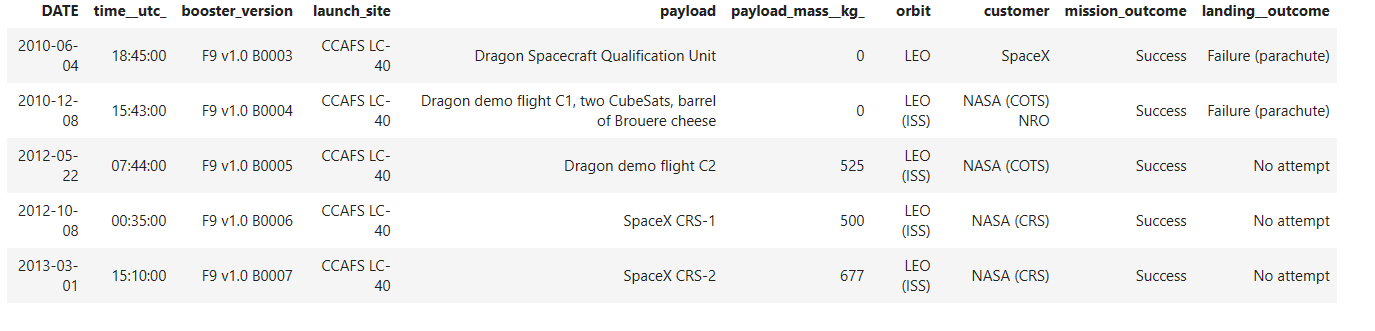 DATE time__utc_ booster_version launch_site payload payload_mass__kg_ orbit customer mission_outcome landing__outcome
2010-06-
04 18:45:00 F9 v1.0 B0003 CCAFS LC-
40 Dragon Spacecraft Qualification Unit 0 LEO SpaceX Success Failure (parachute)
2010-12-
08 15:43:00 F9 v1.0 B0004 CCAFS LC-
40 Dragon demo flight C1, two CubeSats, barrel
of Brouere cheese 0 LEO
(ISS) NASA (COTS)
NRO Success Failure (parachute)
2012-05-
22 07:44:00 F9 v1.0 B0005 CCAFS LC-
40 Dragon demo flight C2 525 LEO
(ISS) NASA (COTS) Success No attempt
2012-10-
08 00:35:00 F9 v1.0 B0006 CCAFS LC-
40 SpaceX CRS-1 500 LEO
(ISS) NASA (CRS) Success No attempt
2013-03-
01 15:10:00 F9 v1.0 B0007 CCAFS LC-
40 SpaceX CRS-2 677 LEO
(ISS) NASA (CRS) Success No attempt